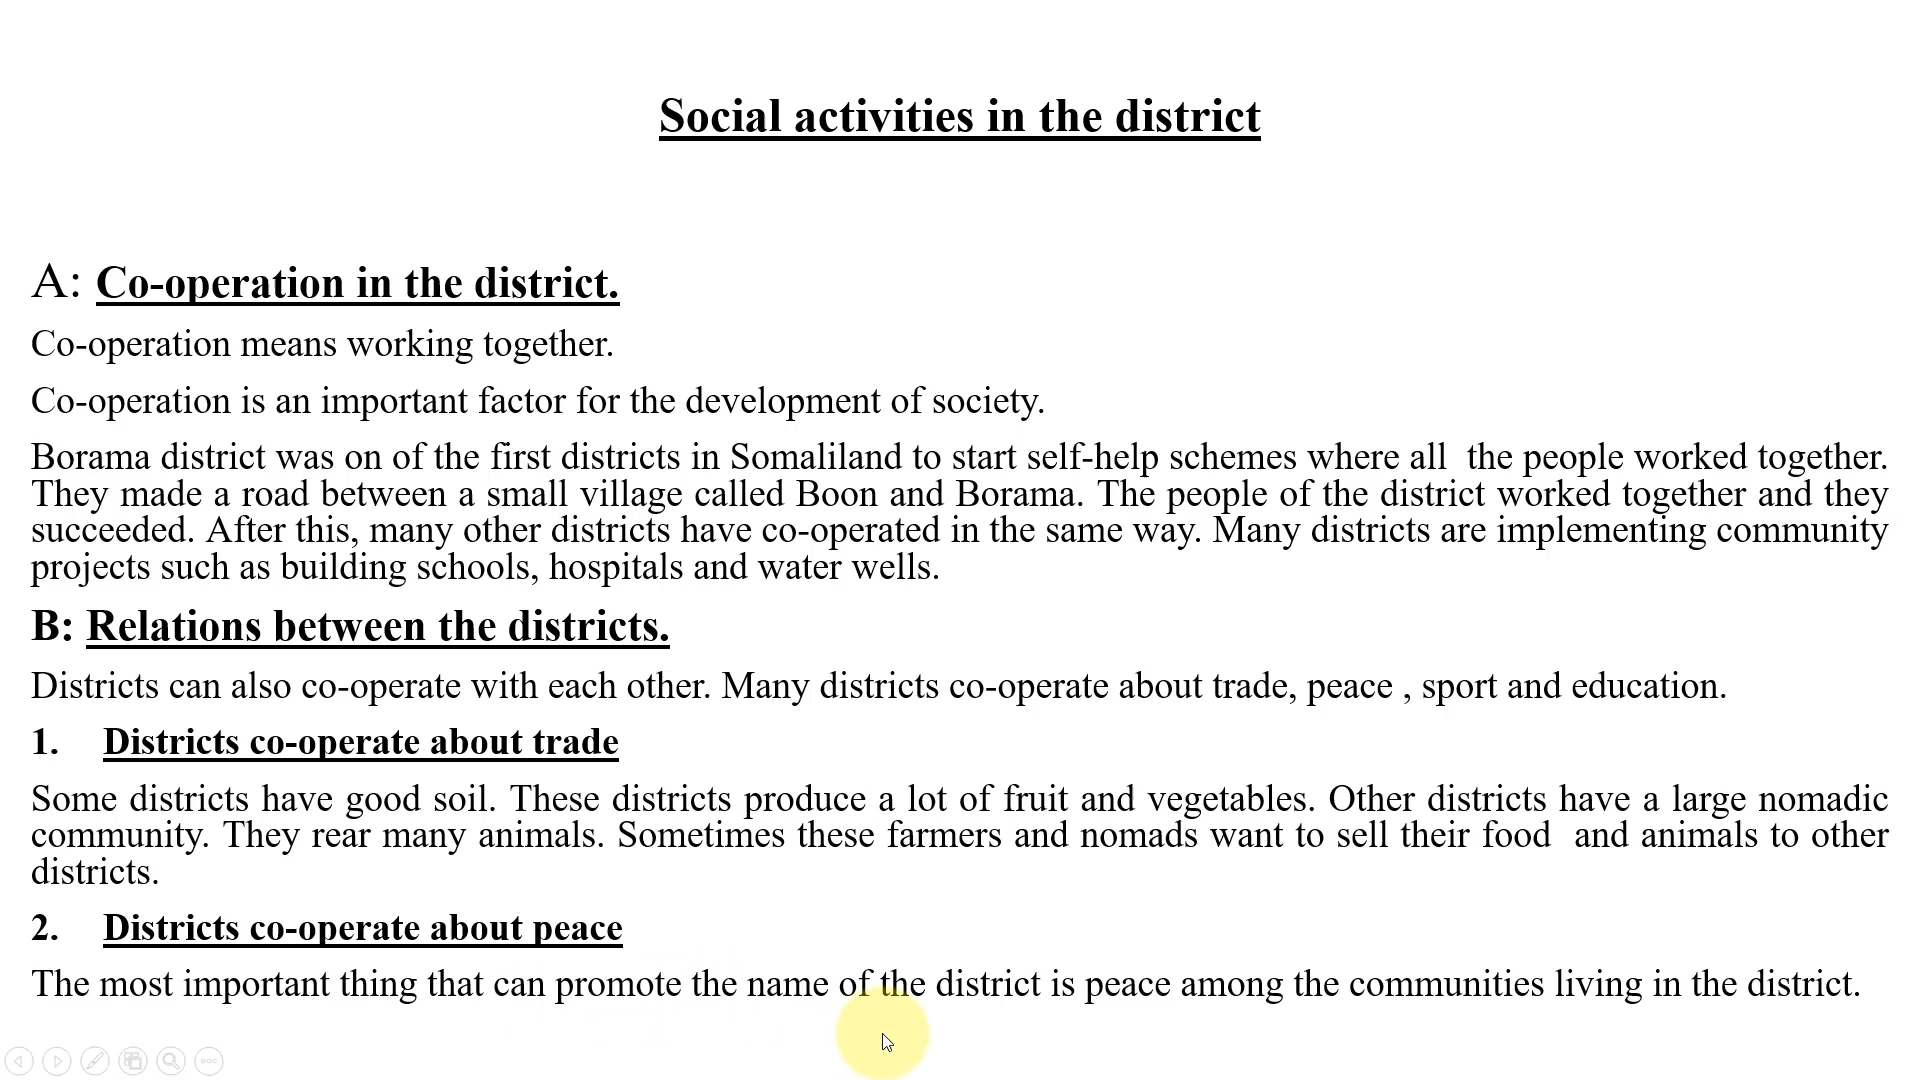 Social activities in the district
A: Co-operation in the district.
Co-operation means working together.
Co-operation is an important factor for the development of society.
Borama district was on of the first districts in Somaliland to start self-help schemes where all  the people worked together.
They made a road between a small village called Boon and Borama. The people of the district worked together and they
succeeded. After this, many other districts have co-operated in the same way. Many districts are implementing community
projects such as building schools, hospitals and water wells.
B: Relations between the districts.
Districts can also co-operate with each other. Many districts co-operate about trade, peace , sport and education.
1. Districts co-operate about trade
Some districts have good soil. These districts produce a lot of fruit and vegetables. Other districts have a large nomadic
community. They rear many animals. Sometimes these farmers and nomads want to sell their food  and animals to other
districts.
2. Districts co-operate about peace
The most important thing that can promote the name of the district is peace among the communities living in the district.